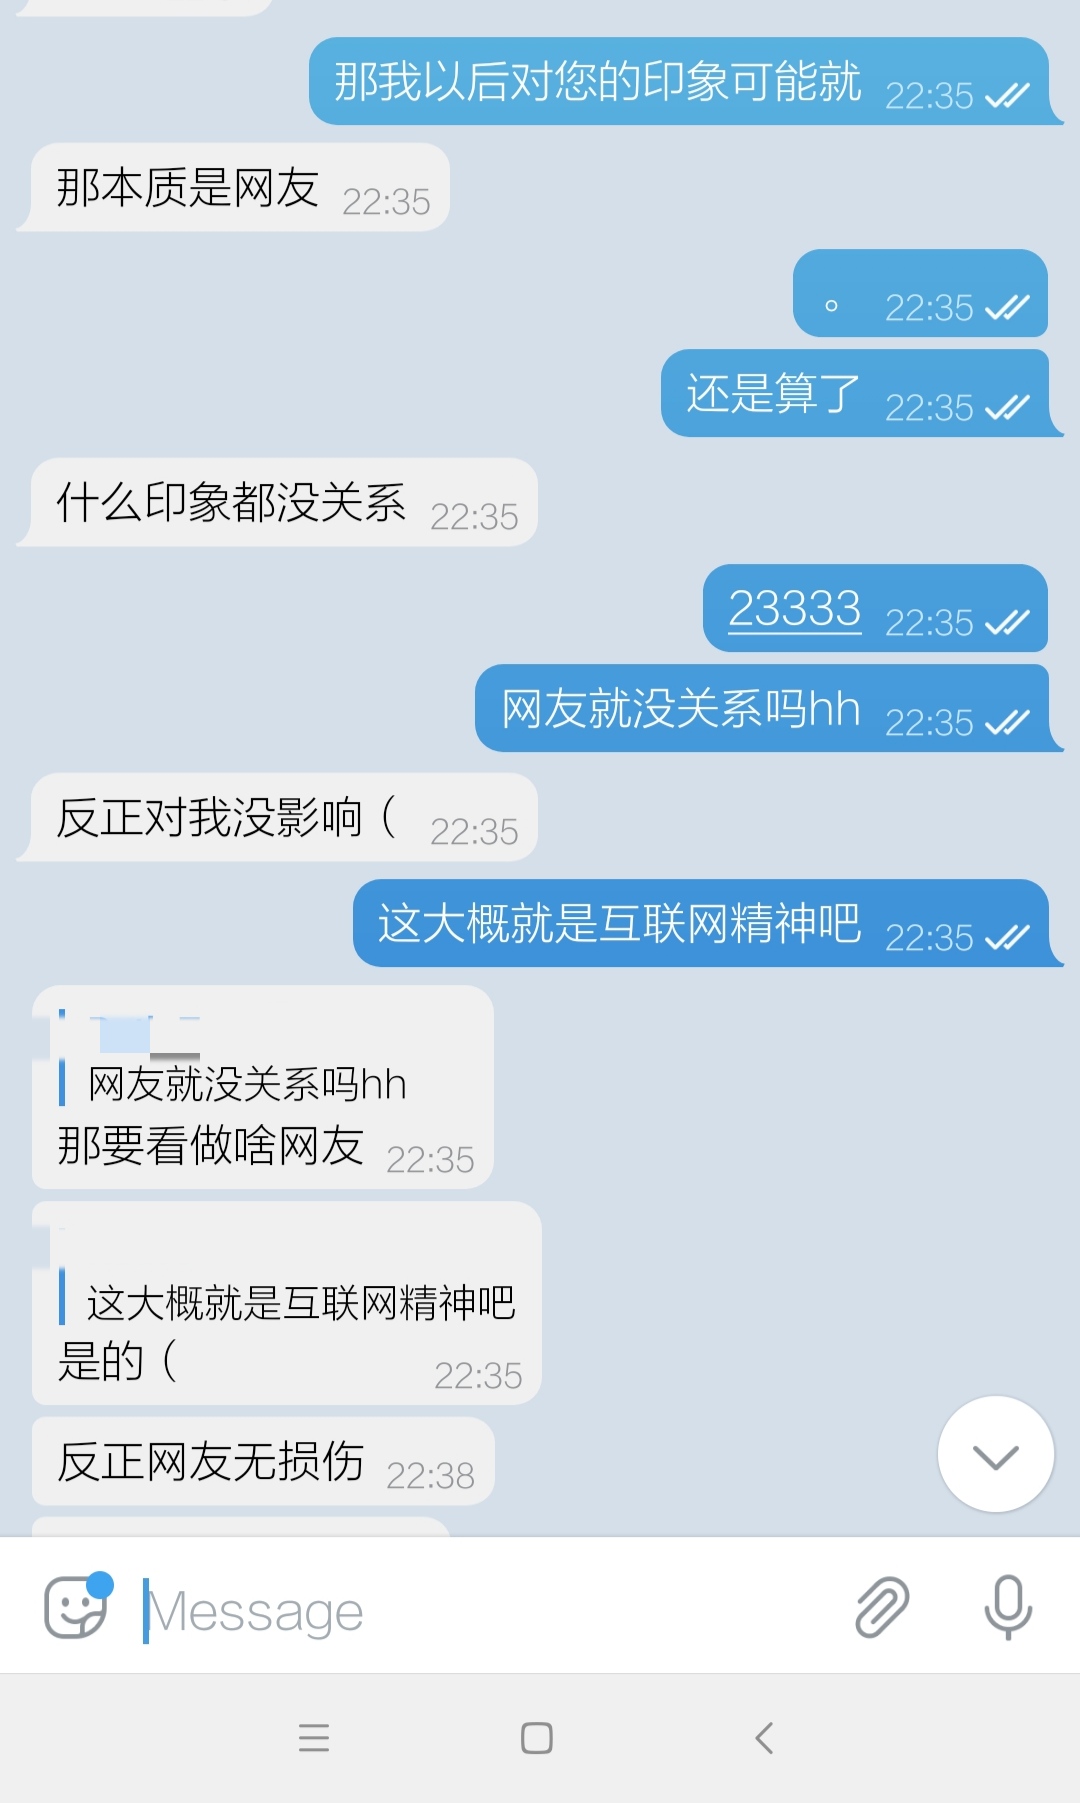 那我以后对您的印象可能就 22:35
那本质是网友 22:35
。 22:35
还是算了 22:35
什么印象都没关系 22:35
23333 22:35
网友就没关系吗hh 22:35
反正对我没影响（ 22:35
这大概就是互联网精神吧 22:35
网友就没关系吗hh
那要看做啥网友 22:35
这大概就是互联网精神吧
是的（ 22:35
反正网友无损伤 22:38
Message